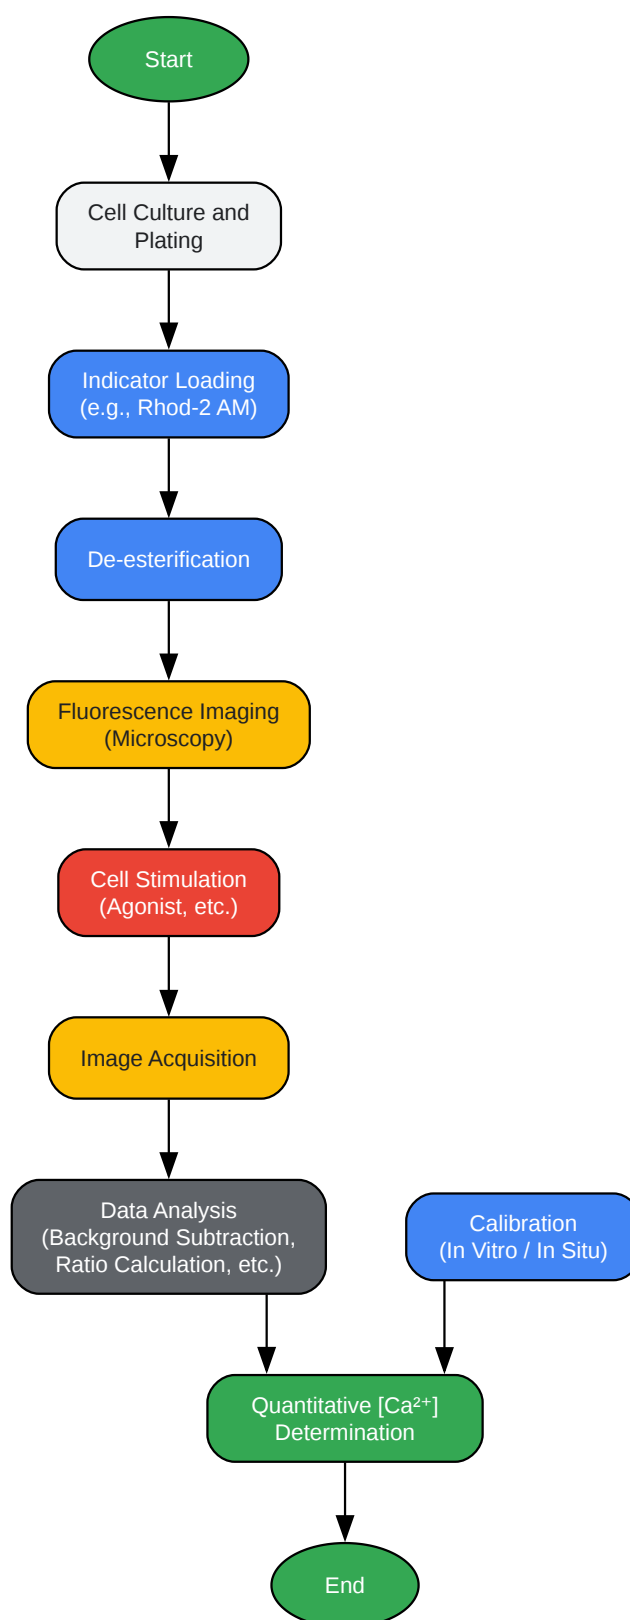 Start
Cell Culture and
Plating
Indicator Loading
(e.g., Rhod-2 AM)
De-esterification
Fluorescence Imaging
(Microscopy)
Cell Stimulation
(Agonist, etc.)
Image Acquisition
Data Analysis
(Background Subtraction,
Ratio Calculation, etc.)
Calibration
(In Vitro / In Situ)
Quantitative [Ca²⁺]
Determination
End